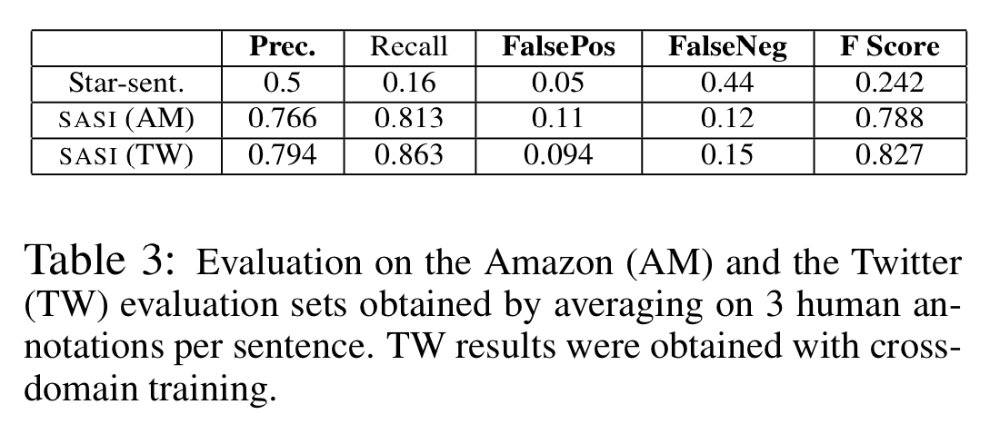 Prec. Recall FalsePos FalseNeg F Score
Star-sent. 0.5 0.16 0.05 0.44 0.242
SASI (AM) 0.766 0.813 0.11 0.12 0.788
SASI (TW) 0.794 0.863 0.094 0.15 0.827
Table 3: Evaluation on the Amazon (AM) and the Twitter
(TW) evaluation sets obtained by averaging on 3 human an-
notations per sentence. TW results were obtained with cross-
domain training.